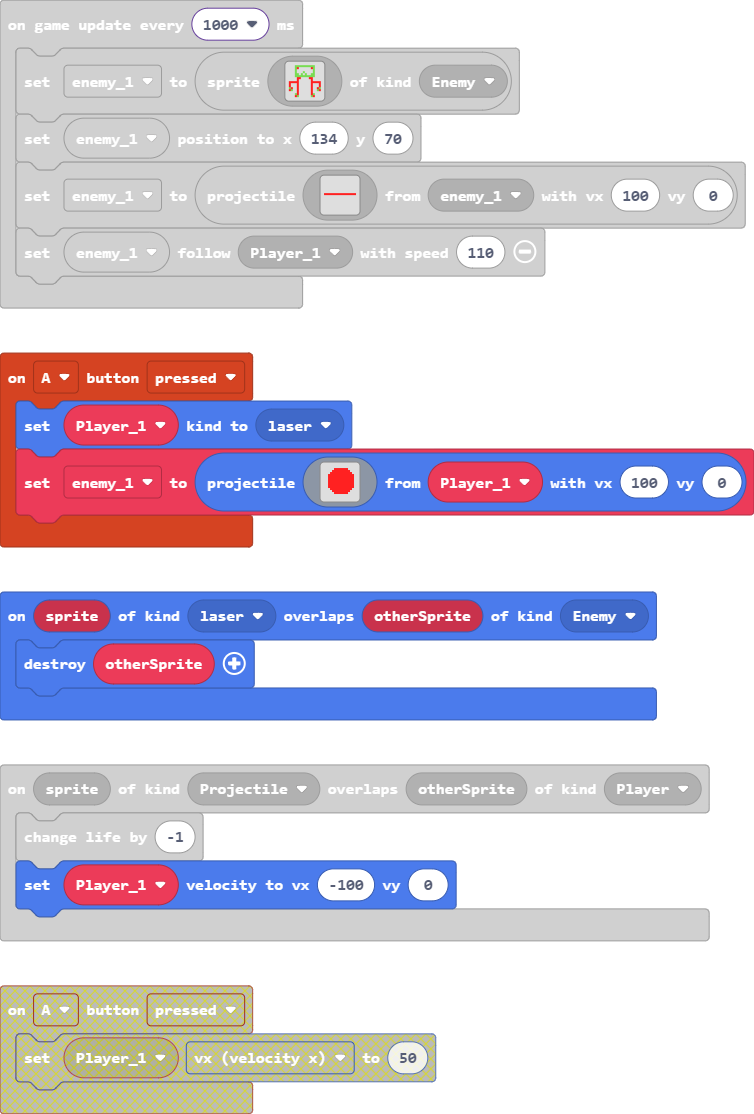 on game update every 1000 ms
set enemy_1 to sprite of kind Enemy
set enemy_1 position to x 134 y 70
set enemy_1 to projectile from enemy_1 with vx 100 vy 0
set enemy_1 follow Player_1 with speed 110
on A button pressed
set Player_1 kind to laser
set enemy_1 to projectile from Player_1 with vx 100 vy 0
on sprite of kind laser overlaps otherSprite of kind Enemy
destroy otherSprite
on sprite of kind Projectile overlaps otherSprite of kind Player
change life by -1
set Player_1 velocity to vx -100 vy 0
on A button pressed
set Player_1 vx (velocity x) to 50